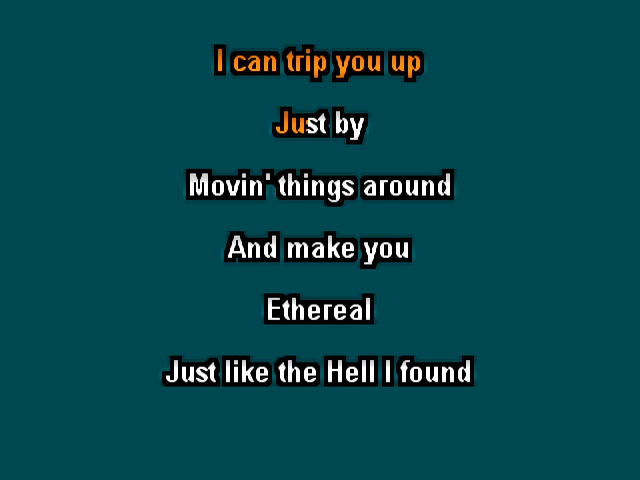 I can trip you up
Just by
Movin' things around
And make you
Ethereal
Just like the Hell I found